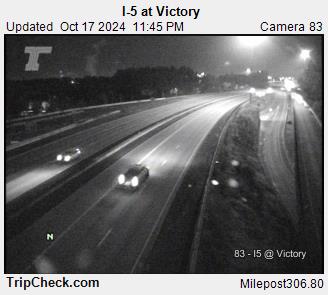 I-5 at Victory
Updated Oct 17 2024 11:45 PM Camera 83
T
N
83 - I5 @ Victory
TripCheck.com Milepost306.80